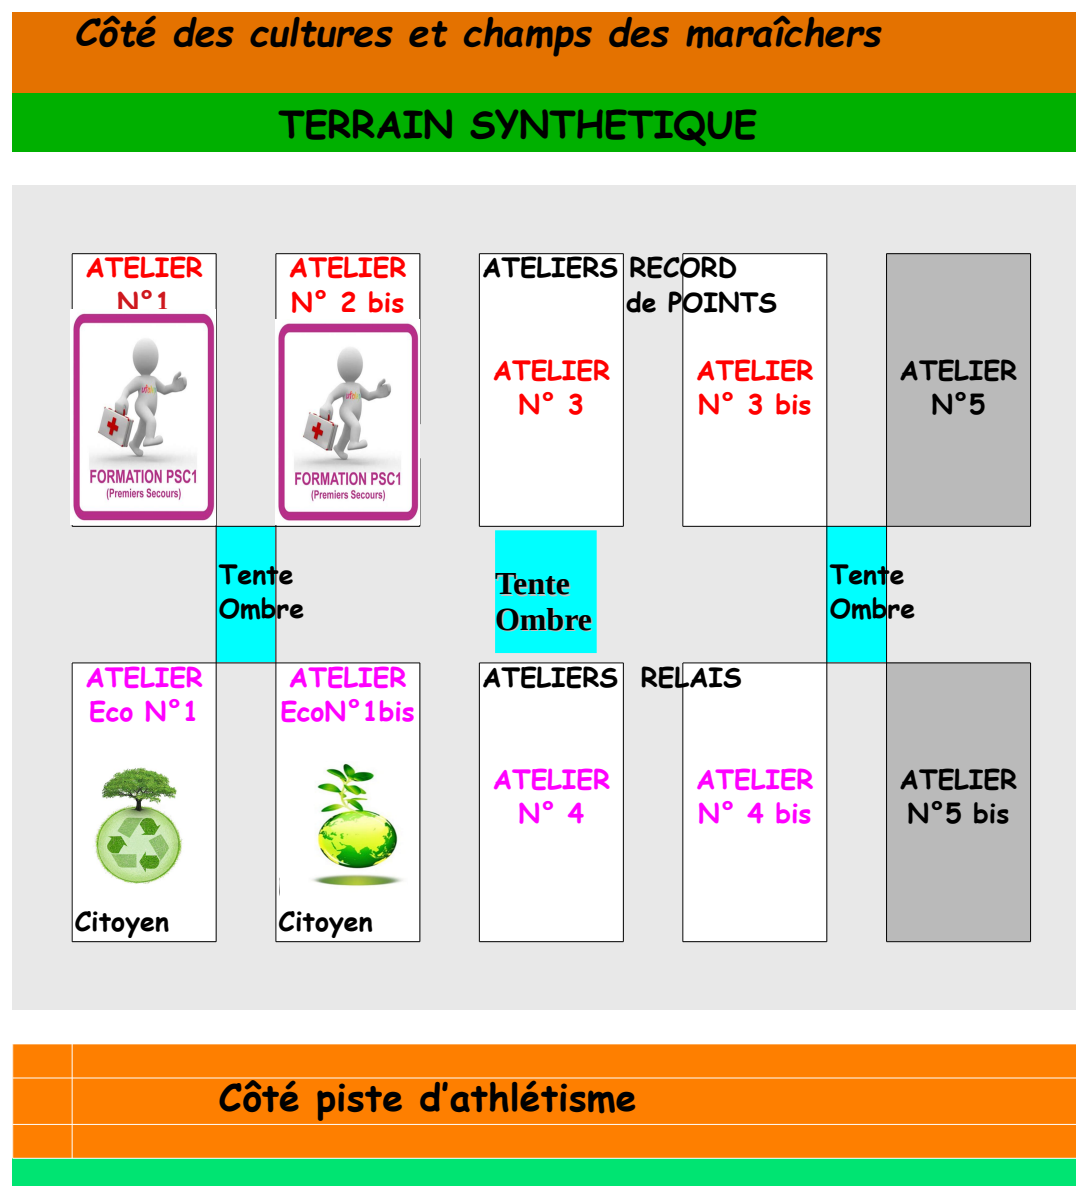 Côté des cultures et champs des maraîchers
TERRAIN SYNTHETIQUE
ATELIER
N°1
FORMATION PSC1
(Premiers Secours)
ATELIER
N° 2 bis
FORMATION PSC1
(Premiers Secours)
ATELIERS RECORD
de POINTS
ATELIER
N° 3
ATELIER
N° 3 bis
ATELIER
N°5
Tente
Ombre
Tente
Ombre
Tente
Ombre
ATELIER
Eco N°1
Citoyen
ATELIER
EcoN°1bis
Citoyen
ATELIERS RELAIS
ATELIER
N° 4
ATELIER
N° 4 bis
ATELIER
N°5 bis
Côté piste d’athlétisme